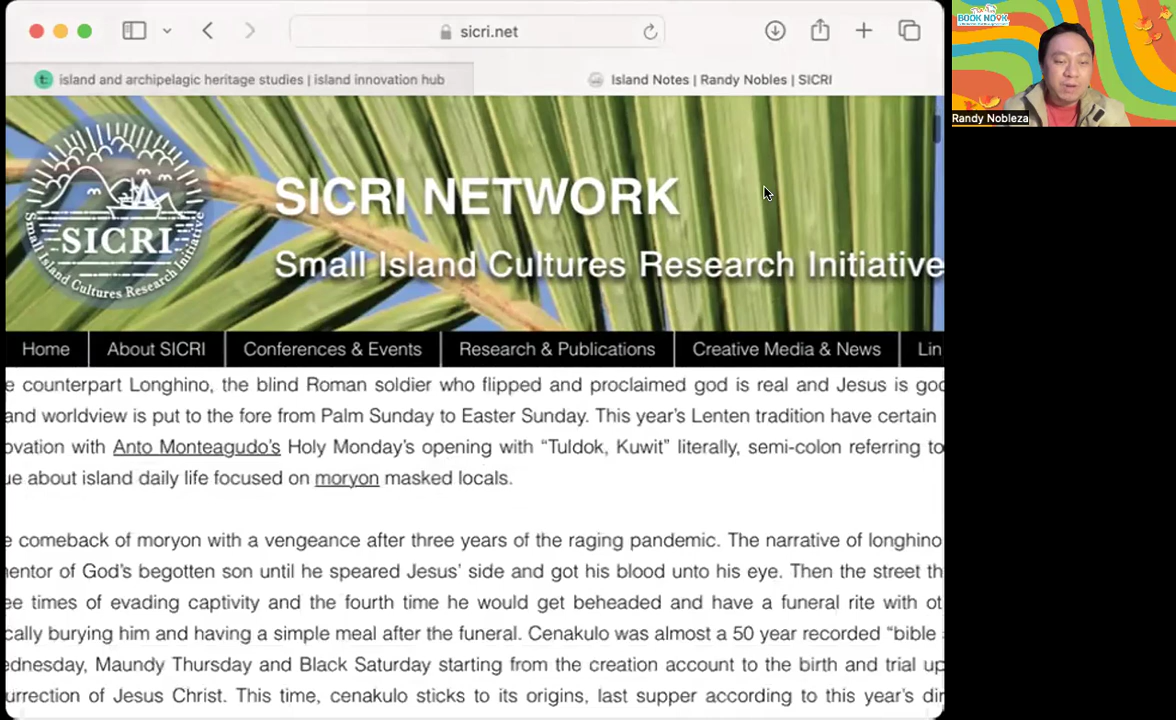 sicri.net
island and archipelagic heritage studies | island innovation hub
Island Notes | Randy Nobles | SICRI
BOOK NOOK
Randy Nobleza
SICRI
Small Island Cultures Research Initiative
SICRI NETWORK
Small Island Cultures Research Initiative
Home About SICRI Conferences & Events Research & Publications Creative Media & News Lin
e counterpart Longhino, the blind Roman soldier who flipped and proclaimed god is real and Jesus is goo
and worldview is put to the fore from Palm Sunday to Easter Sunday. This year's Lenten tradition have certain
ovation with Anto Monteagudo's Holy Monday's opening with “Tuldok, Kuwit” literally, semi-colon referring to
ue about island daily life focused on moryon masked locals.
e comeback of moryon with a vengeance after three years of the raging pandemic. The narrative of longhino
entor of God's begotten son until he speared Jesus' side and got his blood unto his eye. Then the street th
ee times of evading captivity and the fourth time he would get beheaded and have a funeral rite with ot
cally burying him and having a simple meal after the funeral. Cenakulo was almost a 50 year recorded “bible
ednesday, Maundy Thursday and Black Saturday starting from the creation account to the birth and trial up
urrection of Jesus Christ. This time, cenakulo sticks to its origins, last supper according to this year's dir